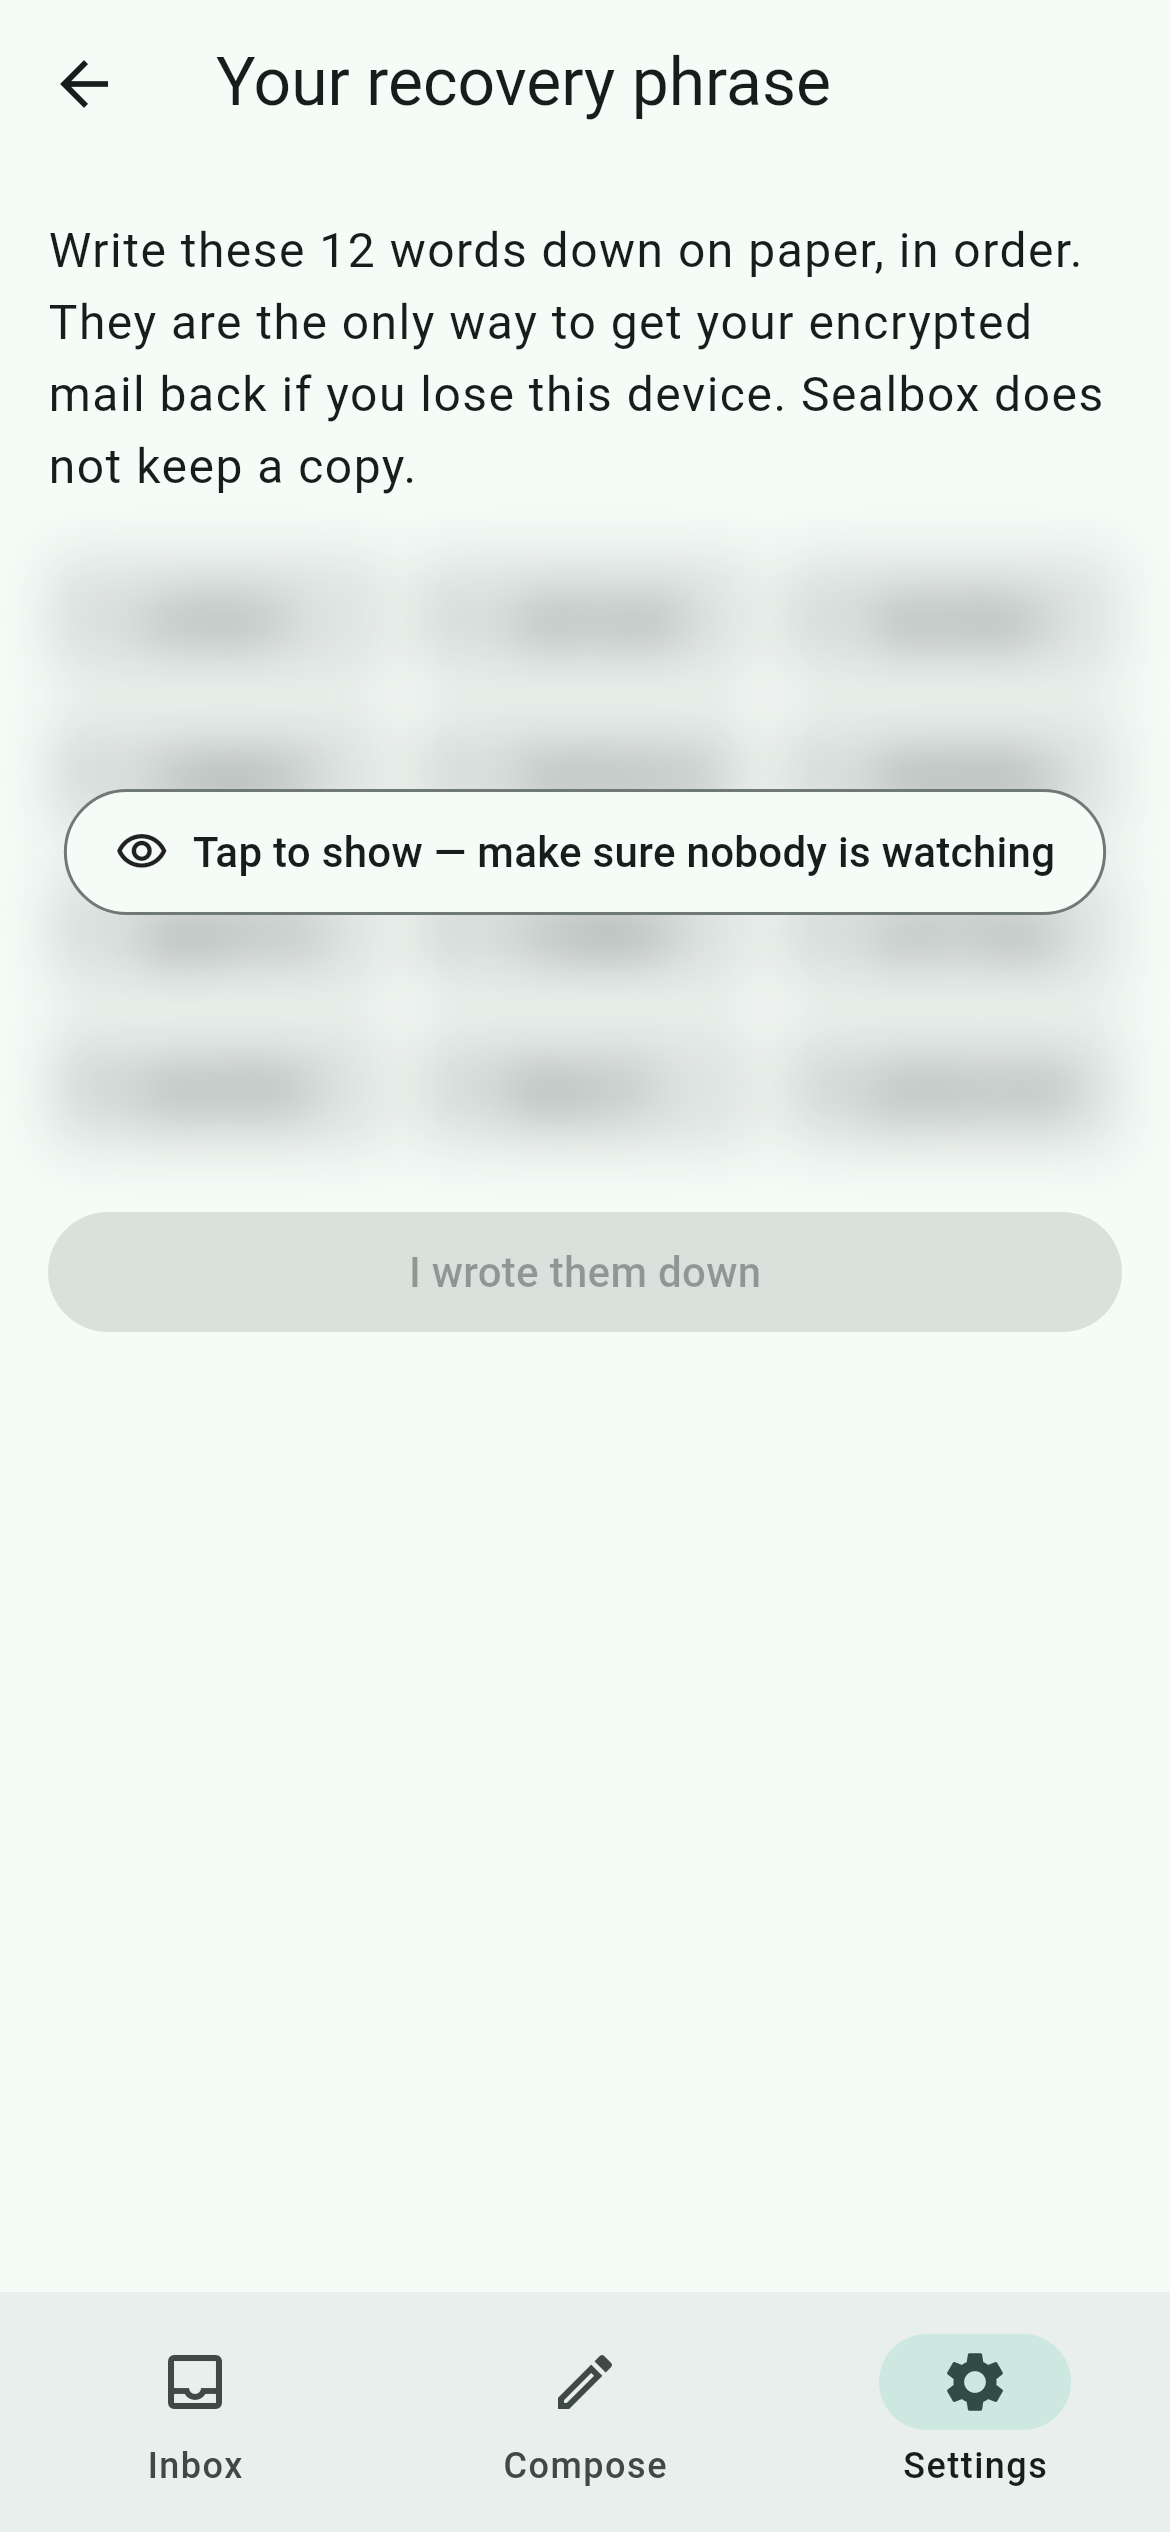 Your recovery phrase
Write these 12 words down on paper, in order.
They are the only way to get your encrypted
mail back if you lose this device. Sealbox does
not keep a copy.
Tap to show — make sure nobody is watching
I wrote them down
Inbox
Compose
Settings